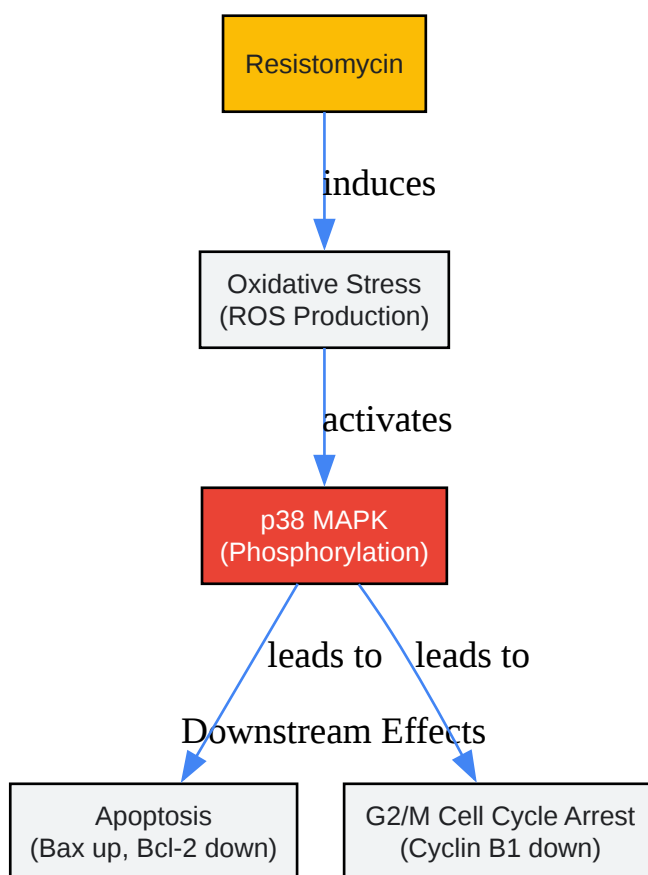 Resistomycin
induces
Oxidative Stress
(ROS Production)
activates
p38 MAPK
(Phosphorylation)
leads to
leads to
Downstream Effects
Apoptosis
(Bax up, Bcl-2 down)
G2/M Cell Cycle Arrest
(Cyclin B1 down)